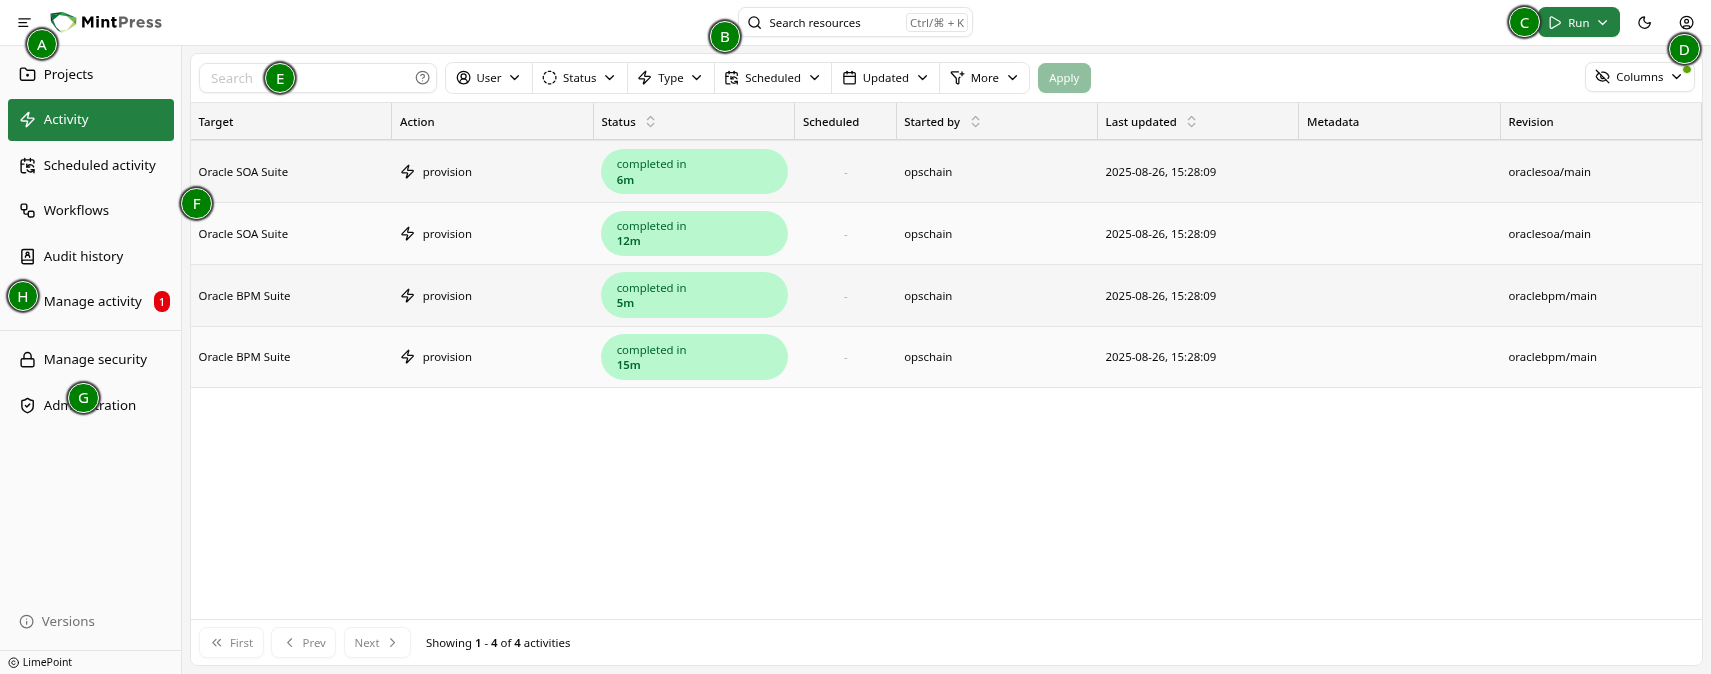 MintPress
Search resources Ctrl/⌘ + K
C Run
A B D
Projects
Activity
Scheduled activity
Workflows
Audit history
H Manage activity 1
Manage security
G
Adm ration
Versions
LimePoint
Search E User Status Type Scheduled Updated More Apply Columns
Target Action Status Scheduled Started by Last updated Metadata Revision
Oracle SOA Suite provision completed in 6m - opschain 2025-08-26, 15:28:09 oraclesoa/main
F
Oracle SOA Suite provision completed in 12m - opschain 2025-08-26, 15:28:09 oraclesoa/main
Oracle BPM Suite provision completed in 5m - opschain 2025-08-26, 15:28:09 oraclebpm/main
Oracle BPM Suite provision completed in 15m - opschain 2025-08-26, 15:28:09 oraclebpm/main
First Prev Next Showing 1 - 4 of 4 activities